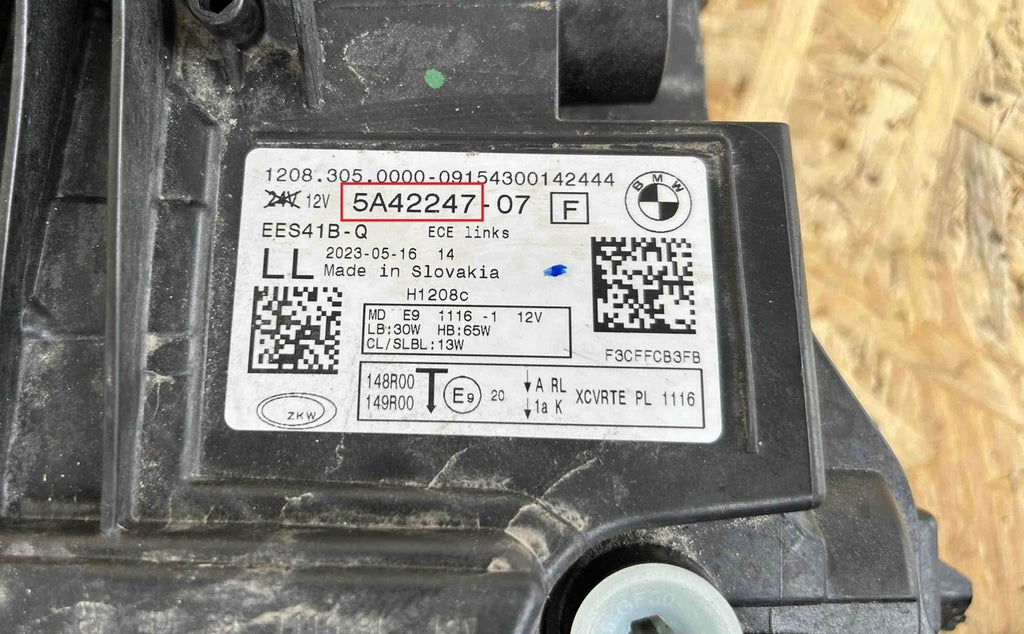 1208.305.0000-09154300142444
24V 12V 5A42247-07 F
BMW
EES41B-Q ECE links
2023-05-16 14
LL Made in Slovakia
H1208c
MD E9 1116 -1 12V
LB:30W HB:65W
CL/SLBL:13W
F3CFFCB3FB
148R00 T E9 20 ↓A RL XCVRTE PL 1116
149R00 ↓1a K
ZKW